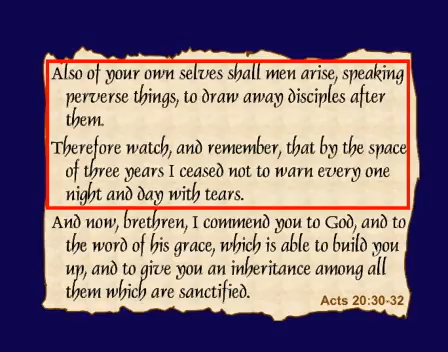 Also of your own selves shall men arise, speaking
perverse things, to draw away disciples after
them.
Therefore watch, and remember, that by the space
of three years I ceased not to warn every one
night and day with tears.
And now, brethren, I commend you to God, and to
the word of his grace, which is able to build you
up, and to give you an inheritance among all
them which are sanctified.
Acts 20:30-32